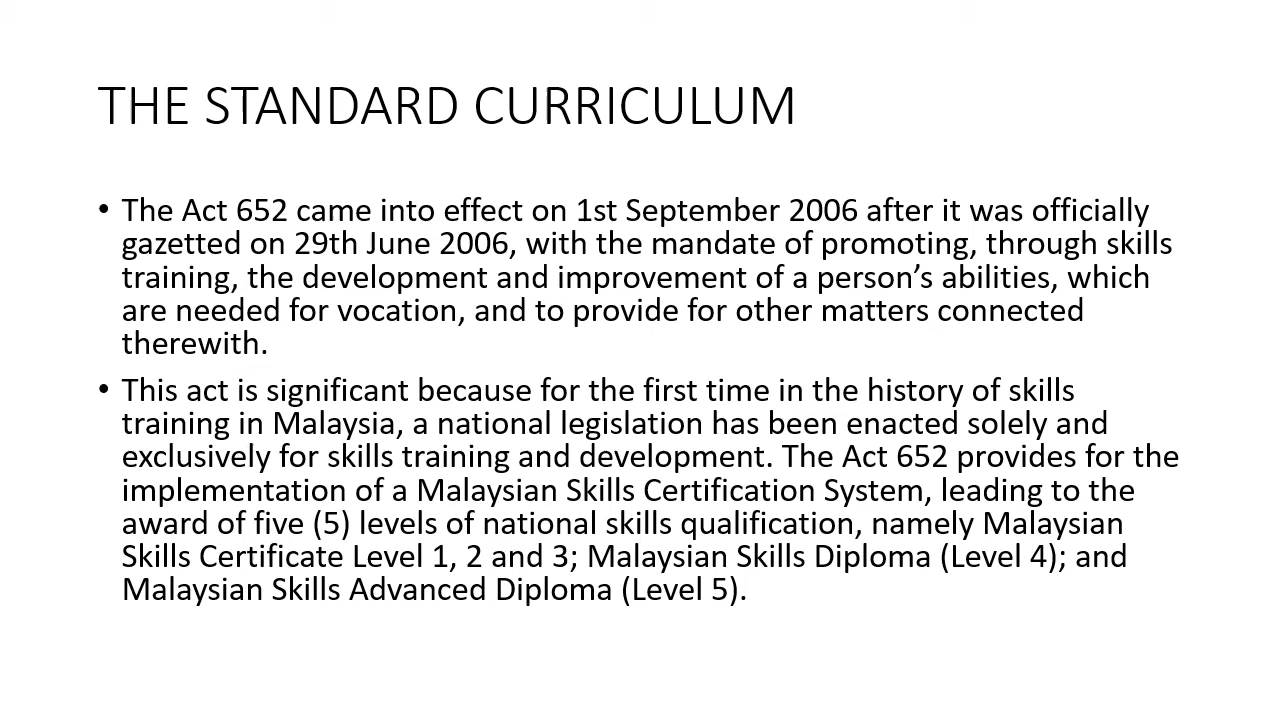 THE STANDARD CURRICULUM
• The Act 652 came into effect on 1st September 2006 after it was officially
gazetted on 29th June 2006, with the mandate of promoting, through skills
training, the development and improvement of a person’s abilities, which
are needed for vocation, and to provide for other matters connected
therewith.
• This act is significant because for the first time in the history of skills
training in Malaysia, a national legislation has been enacted solely and
exclusively for skills training and development. The Act 652 provides for the
implementation of a Malaysian Skills Certification System, leading to the
award of five (5) levels of national skills qualification, namely Malaysian
Skills Certificate Level 1, 2 and 3; Malaysian Skills Diploma (Level 4); and
Malaysian Skills Advanced Diploma (Level 5).